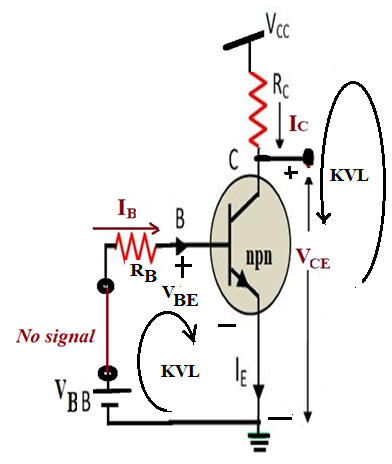 VCC
RC
IC
C
+
KVL
IB
B
RB
+
VBE
npn
VCE
−
No signal
KVL
IE
VBB
−